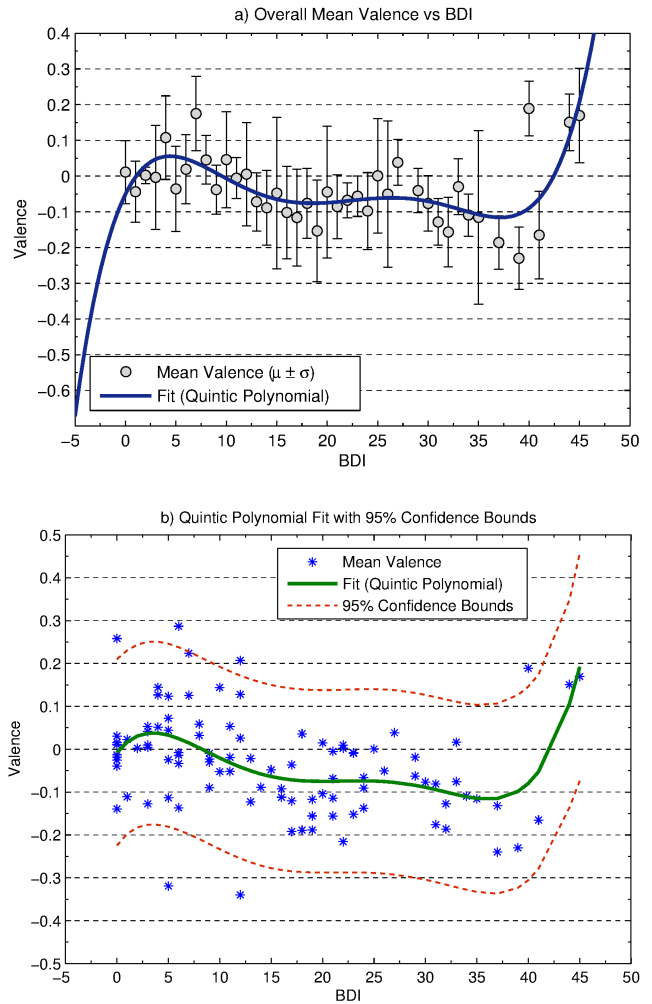 a) Overall Mean Valence vs BDI
0.4
0.3
0.2
0.1
0
−0.1
−0.2
−0.3
−0.4
−0.5
−0.6
Valence
Mean Valence (μ ± σ)
Fit (Quintic Polynomial)
−5 0 5 10 15 20 25 30 35 40 45 50
BDI
b) Quintic Polynomial Fit with 95% Confidence Bounds
0.5
0.4
0.3
0.2
0.1
0
−0.1
−0.2
−0.3
−0.4
−0.5
Valence
Mean Valence
Fit (Quintic Polynomial)
95% Confidence Bounds
−5 0 5 10 15 20 25 30 35 40 45 50
BDI